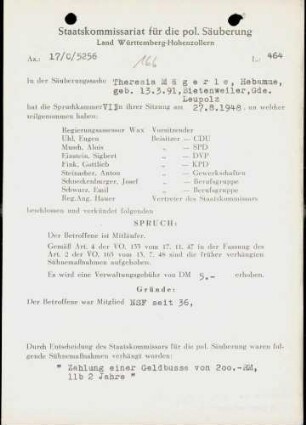 Staatskommissariat für die pol. Säuberung
Land Württemberg-Hohenzollern
Az.: 17/G/5256
L: 464
166
In der Säuberungssache Theresia Mägerle, Hebamme,
geb. 13.3.91, Sietenweiler, Gde.
Leupolz
hat die Spruchkammer VII in ihrer Sitzung am 27.8.1948, an welcher
teilgenommen haben:
Regierungsassessor Wax Vorsitzender
Uhl, Eugen Beisitzer — CDU
Munch, Alois „ — SPD
Einstein, Sigbert „ — DVP
Fink, Gottlieb „ — KPD
Steinacher, Anton „ — Gewerkschaften
Schneckenburger, Josef „ — Berufsgruppe
Schwarz, Emil „ — Berufsgruppe
Reg.Ang. Hauer Vertreter des Staatskommissars
beschlossen und verkündet folgenden
SPRUCH:
Der Betroffene ist Mitläufer.
Gemäß Art. 4 der VO. 133 vom 17. 11. 47 in der Fassung des
Art. 2 der VO. 165 vom 13. 7. 48 sind die früher verhängten
Sühnemaßnahmen aufgehoben.
Es wird eine Verwaltungsgebühr von DM 5.- erhoben.
Gründe:
Der Betroffene war Mitglied NSF seit 36,
Durch Entscheidung des Staatskommissars für die pol. Säuberung waren fol-
gende Sühnemaßnahmen verhängt worden:
" Zahlung einer Geldbusse von 200.-RM,
11b 2 Jahre "